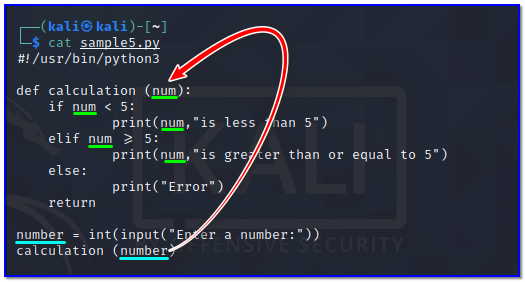 ┌──(kali㉿kali)-[~]
└─$ cat sample5.py
#!/usr/bin/python3

def calculation (num):
    if num < 5:
            print(num,"is less than 5")
    elif num ≥ 5:
            print(num,"is greater than or equal to 5")
    else:
            print("Error")
    return

number = int(input("Enter a number:"))
calculation (number)
KALI
OFFENSIVE SECURITY